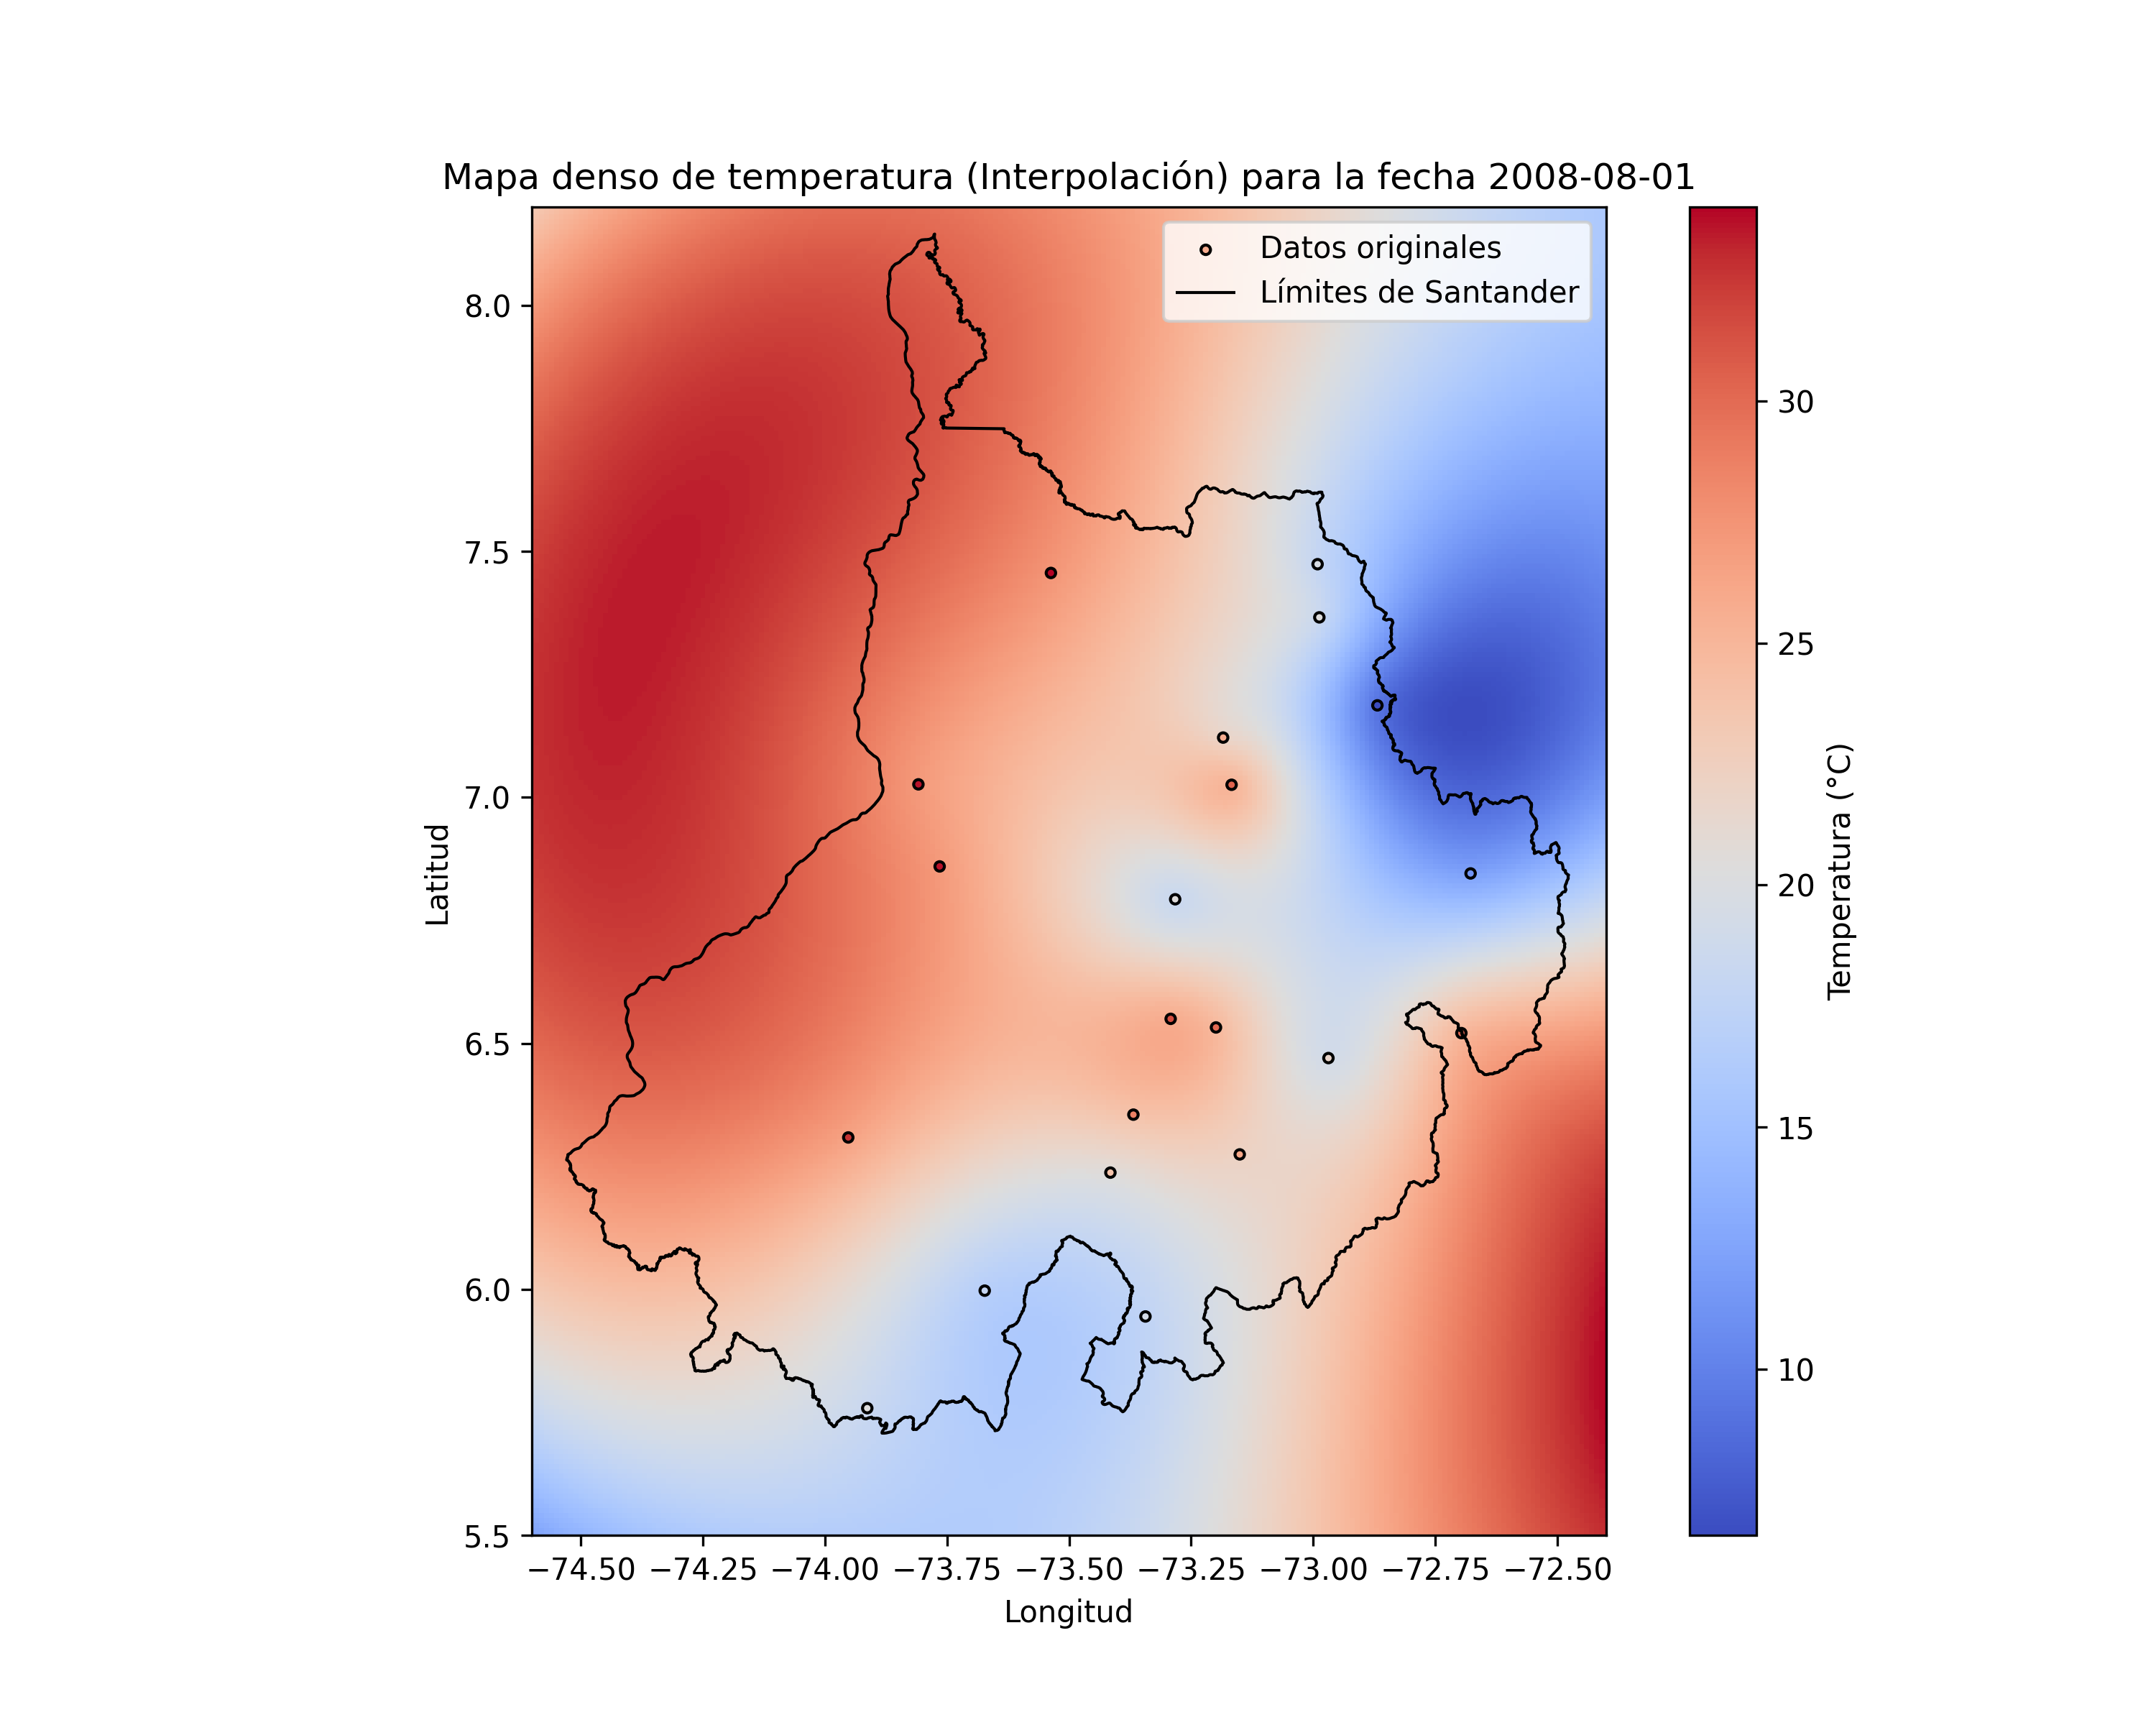 Mapa denso de temperatura (Interpolación) para la fecha 2008-08-01
Datos originales
Límites de Santander
8.0
7.5
7.0
6.5
6.0
5.5
Latitud
−74.50 −74.25 −74.00 −73.75 −73.50 −73.25 −73.00 −72.75 −72.50
Longitud
30
25
20
15
10
Temperatura (°C)